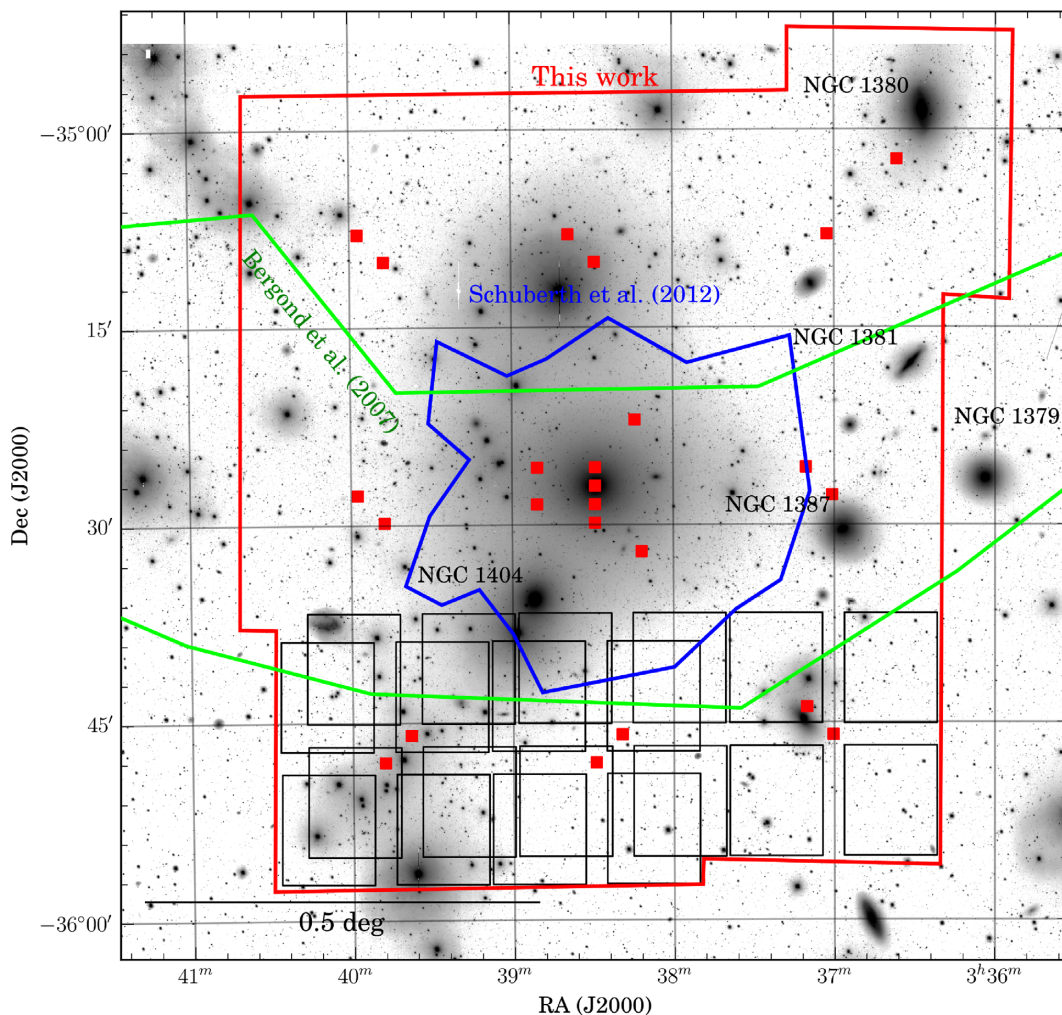 This work
NGC 1380
−35°00′
Bergond et al. (2007)
Schuberth et al. (2012)
15′
NGC 1381
NGC 1379
Dec (J2000)
30′
NGC 1387
NGC 1404
45′
−36°00′
0.5 deg
41ᵐ 40ᵐ 39ᵐ 38ᵐ 37ᵐ 3ʰ36ᵐ
RA (J2000)